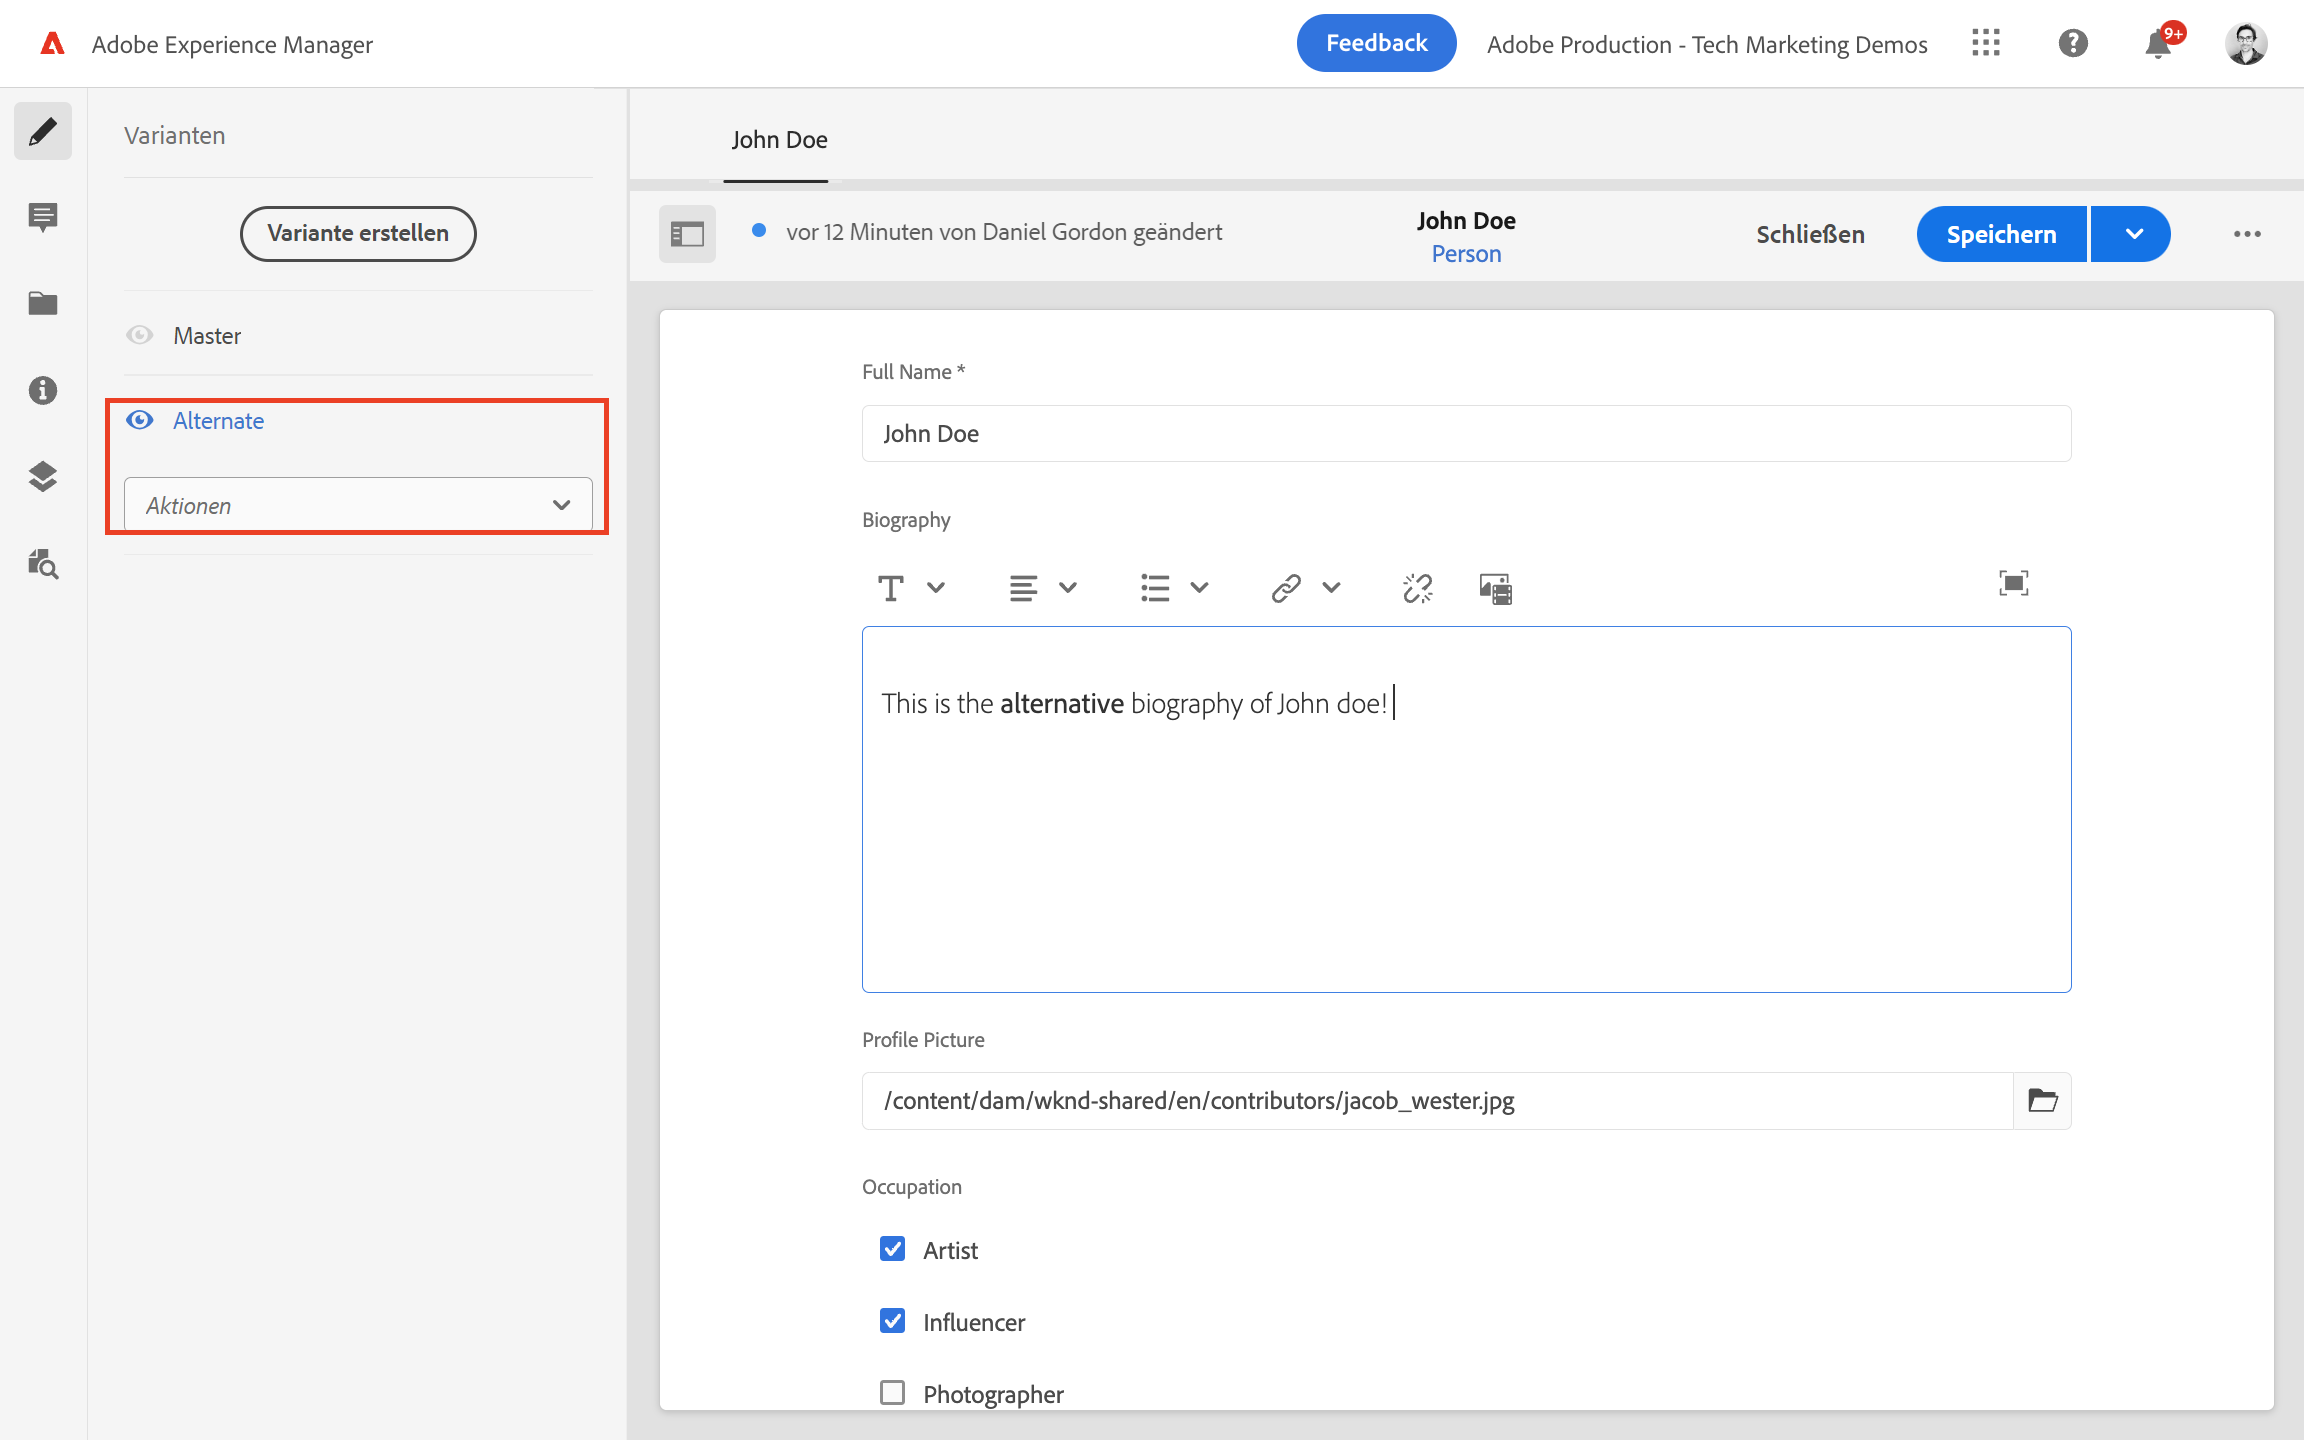 Adobe Experience Manager
Feedback
Adobe Production - Tech Marketing Demos
9+
Varianten
Variante erstellen
Master
Alternate
Aktionen
John Doe
vor 12 Minuten von Daniel Gordon geändert
John Doe
Person
Schließen
Speichern
Full Name *
John Doe
Biography
This is the alternative biography of John doe!
Profile Picture
/content/dam/wknd-shared/en/contributors/jacob_wester.jpg
Occupation
Artist
Influencer
Photographer